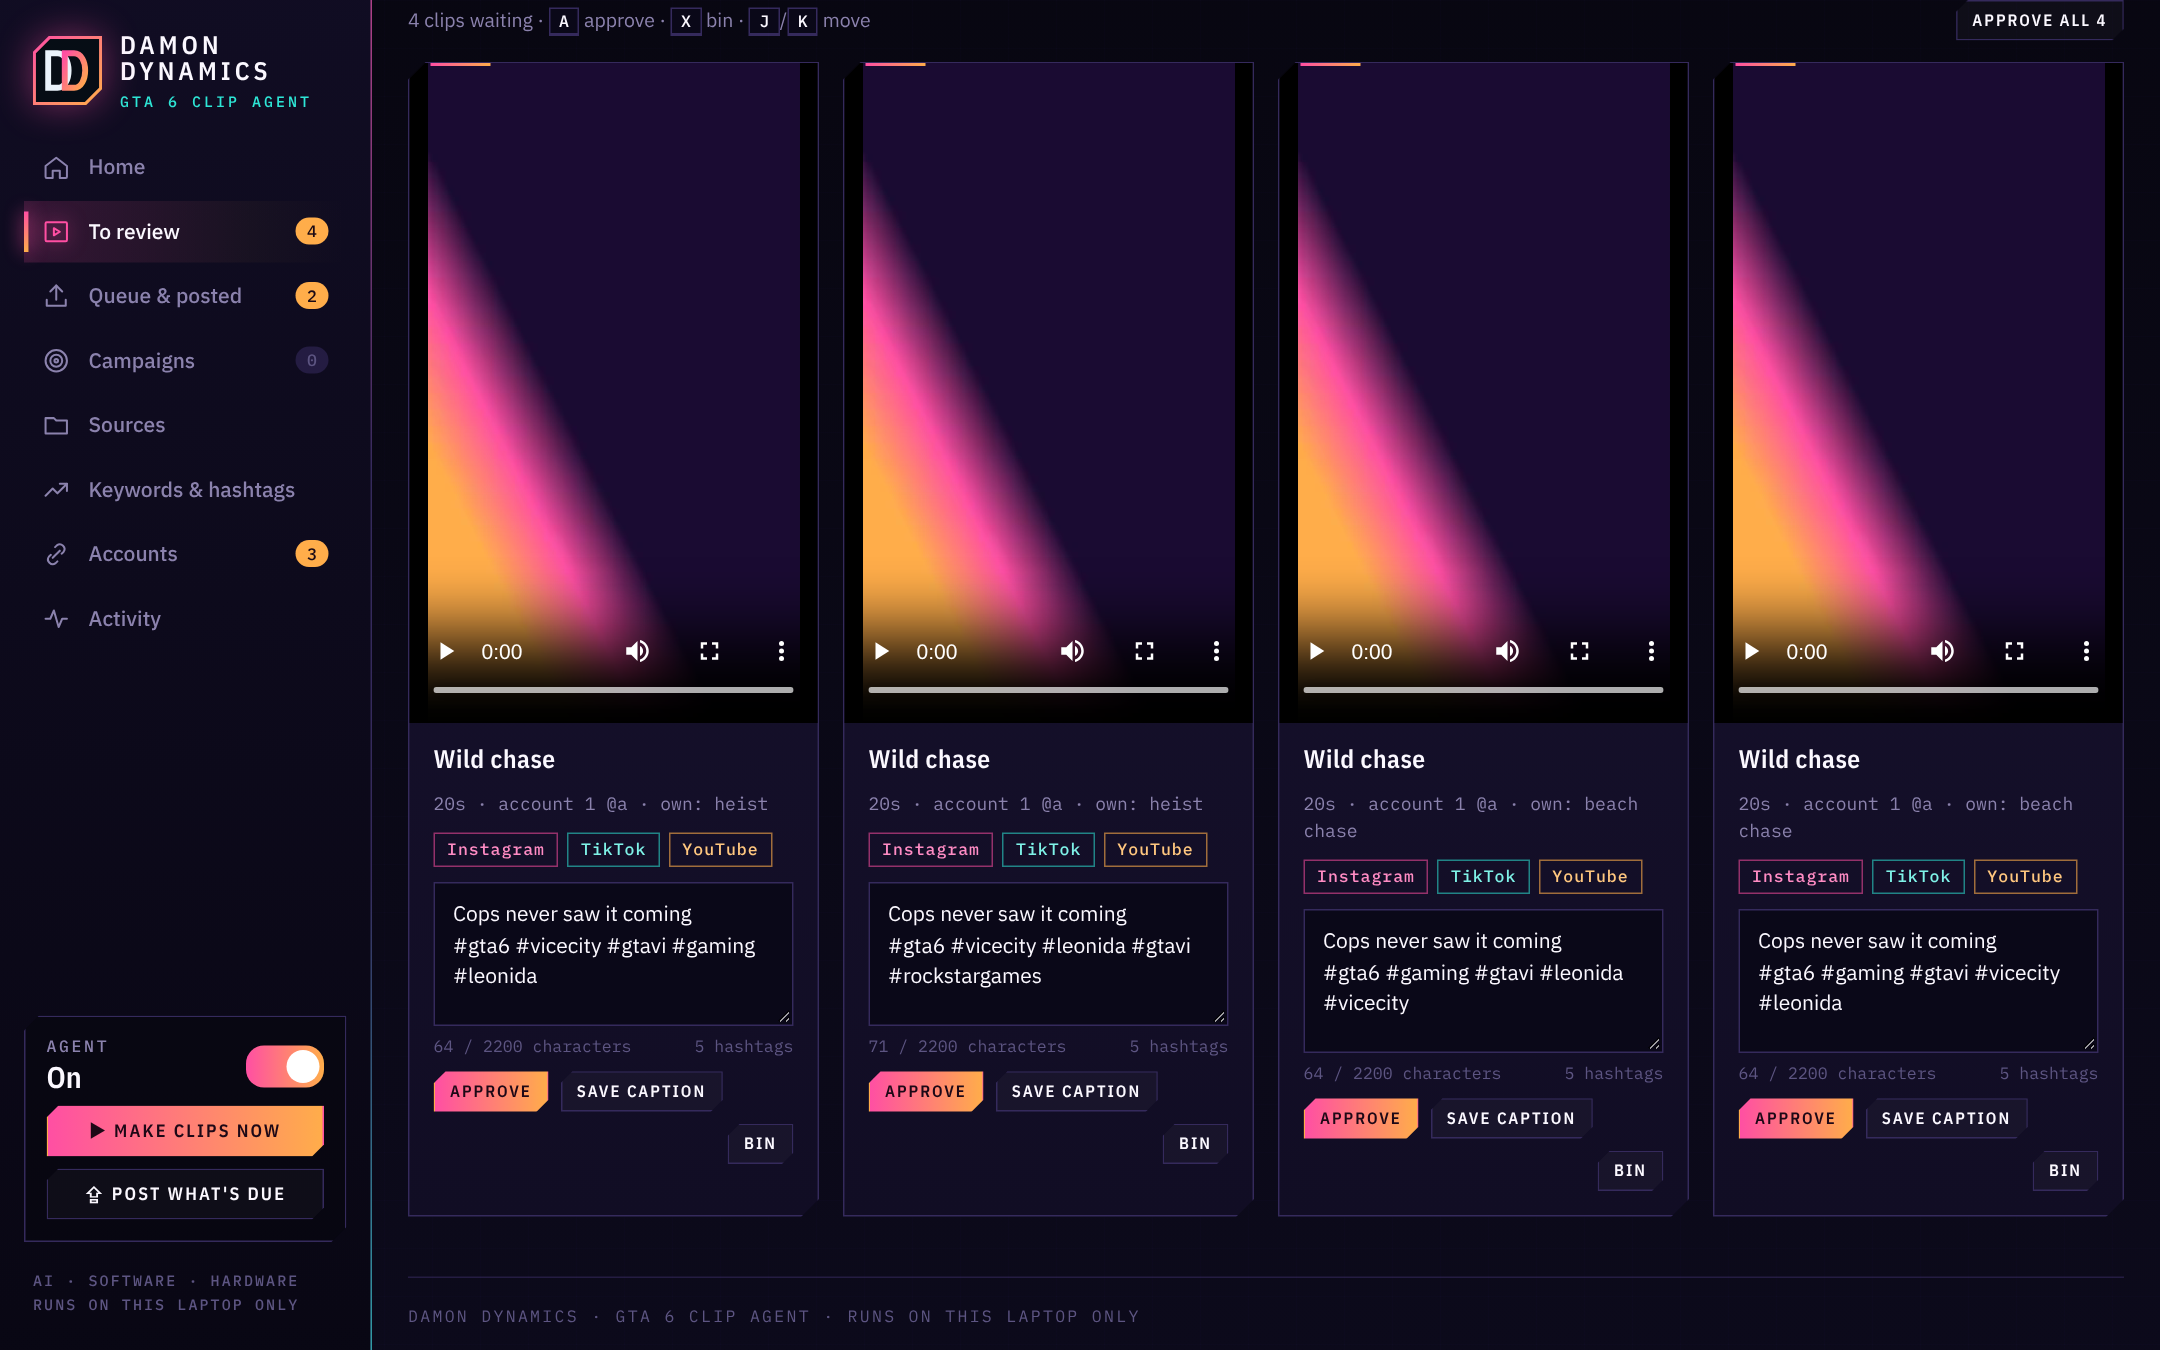 DAMON
DYNAMICS
GTA 6 CLIP AGENT
Home
To review 4
Queue & posted 2
Campaigns 0
Sources
Keywords & hashtags
Accounts 3
Activity
AGENT
On
MAKE CLIPS NOW
POST WHAT'S DUE
AI · SOFTWARE · HARDWARE
RUNS ON THIS LAPTOP ONLY
4 clips waiting · A approve · X bin · J/K move
APPROVE ALL 4
0:00
Wild chase
20s · account 1 @a · own: heist
Instagram TikTok YouTube
Cops never saw it coming
#gta6 #vicecity #gtavi #gaming
#leonida
64 / 2200 characters 5 hashtags
APPROVE SAVE CAPTION
BIN
0:00
Wild chase
20s · account 1 @a · own: heist
Instagram TikTok YouTube
Cops never saw it coming
#gta6 #vicecity #leonida #gtavi
#rockstargames
71 / 2200 characters 5 hashtags
APPROVE SAVE CAPTION
BIN
0:00
Wild chase
20s · account 1 @a · own: beach
chase
Instagram TikTok YouTube
Cops never saw it coming
#gta6 #gaming #gtavi #leonida
#vicecity
64 / 2200 characters 5 hashtags
APPROVE SAVE CAPTION
BIN
0:00
Wild chase
20s · account 1 @a · own: beach
chase
Instagram TikTok YouTube
Cops never saw it coming
#gta6 #gaming #gtavi #vicecity
#leonida
64 / 2200 characters 5 hashtags
APPROVE SAVE CAPTION
BIN
DAMON DYNAMICS · GTA 6 CLIP AGENT · RUNS ON THIS LAPTOP ONLY